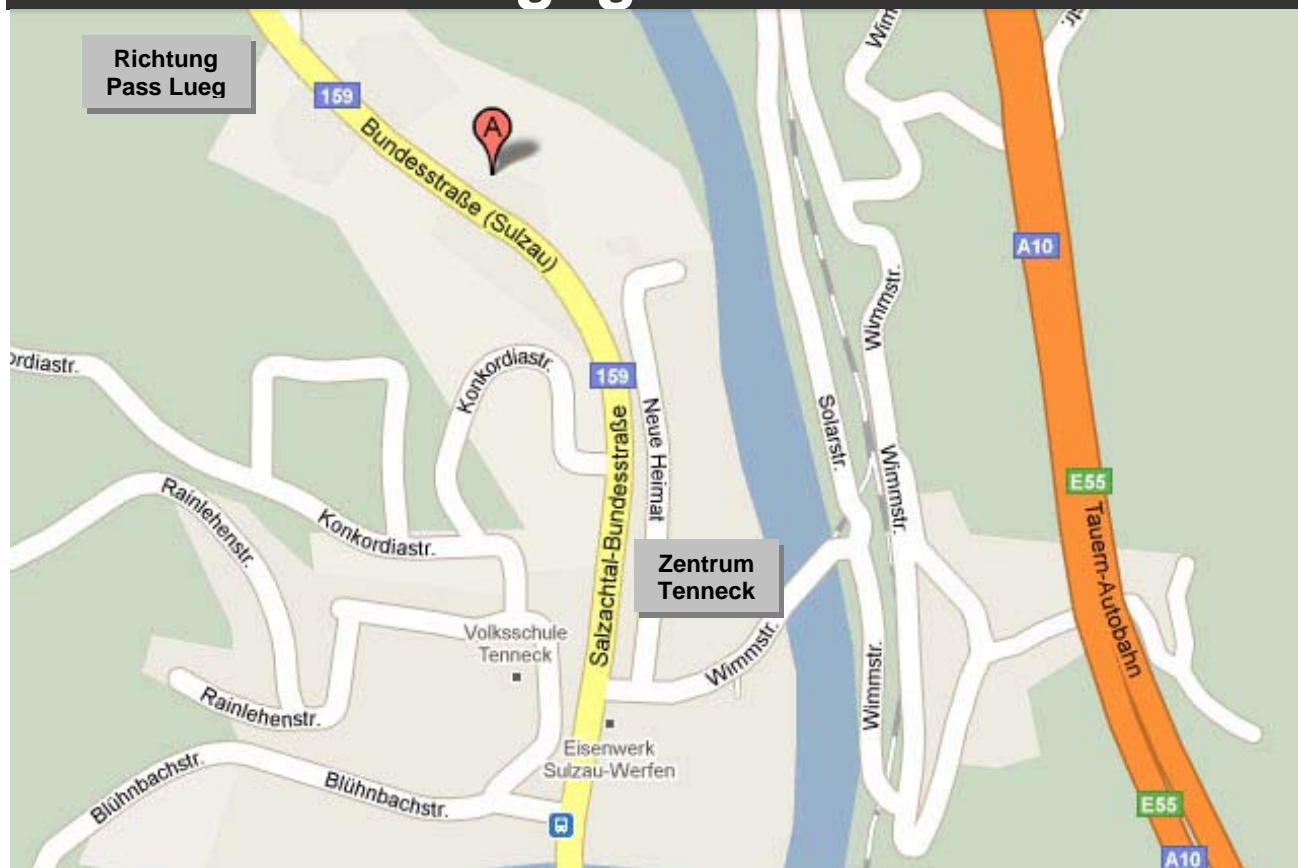 Richtung
Pass Lueg
159
A
Bundesstraße (Sulzau)
Wimmstr.
A10
Konkordiastr.
159
Neue Heimat
Solarstr.
Wimmstr.
Wimmstr.
E55
Tauern-Autobahn
Rainlehenstr.
Konkordiastr.
Salzachtal-Bundesstraße
Zentrum
Tenneck
Volksschule
Tenneck
Wimmstr.
Wimmstr.
Rainlehenstr.
Eisenwerk
Sulzau-Werfen
Blühnbachstr.
Blühnbachstr.
E55
A10